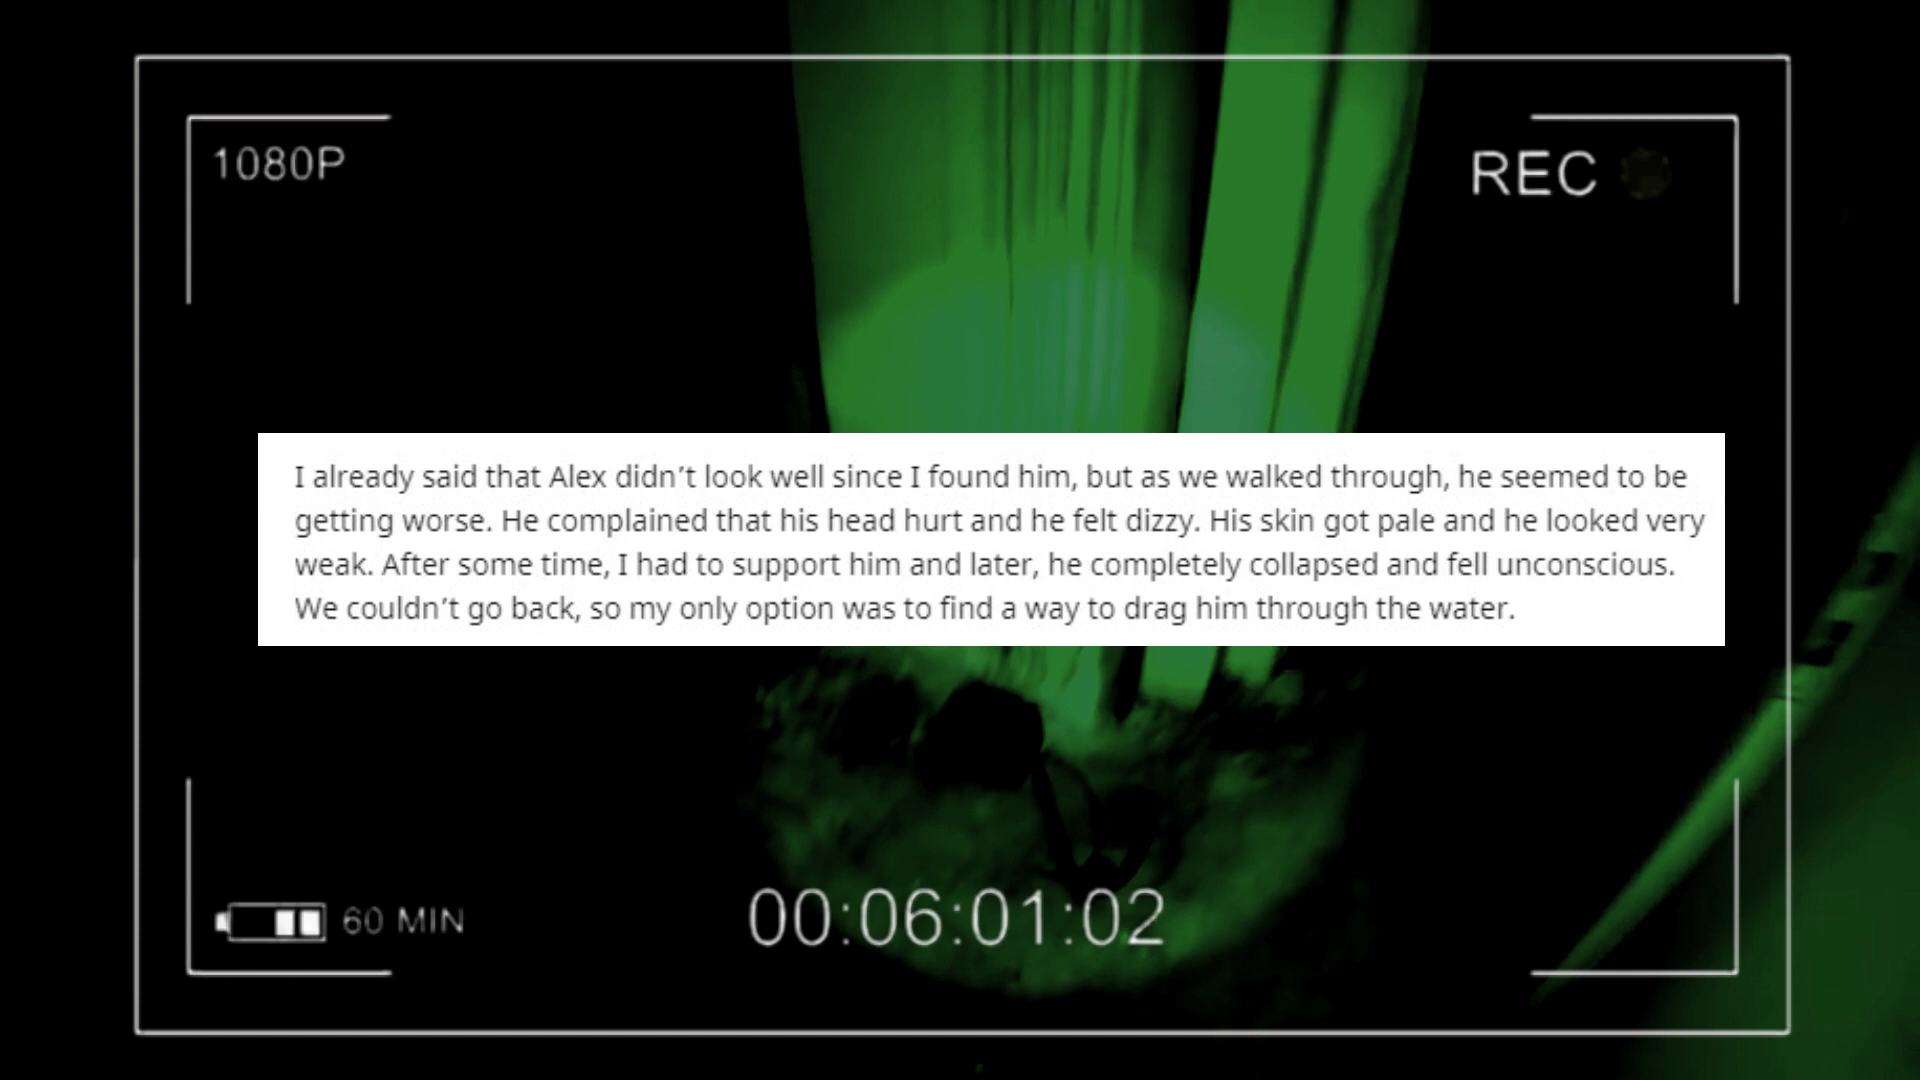 1080P
REC
I already said that Alex didn't look well since I found him, but as we walked through, he seemed to be
getting worse. He complained that his head hurt and he felt dizzy. His skin got pale and he looked very
weak. After some time, I had to support him and later, he completely collapsed and fell unconscious.
We couldn't go back, so my only option was to find a way to drag him through the water.
60 MIN
00:06:01:02